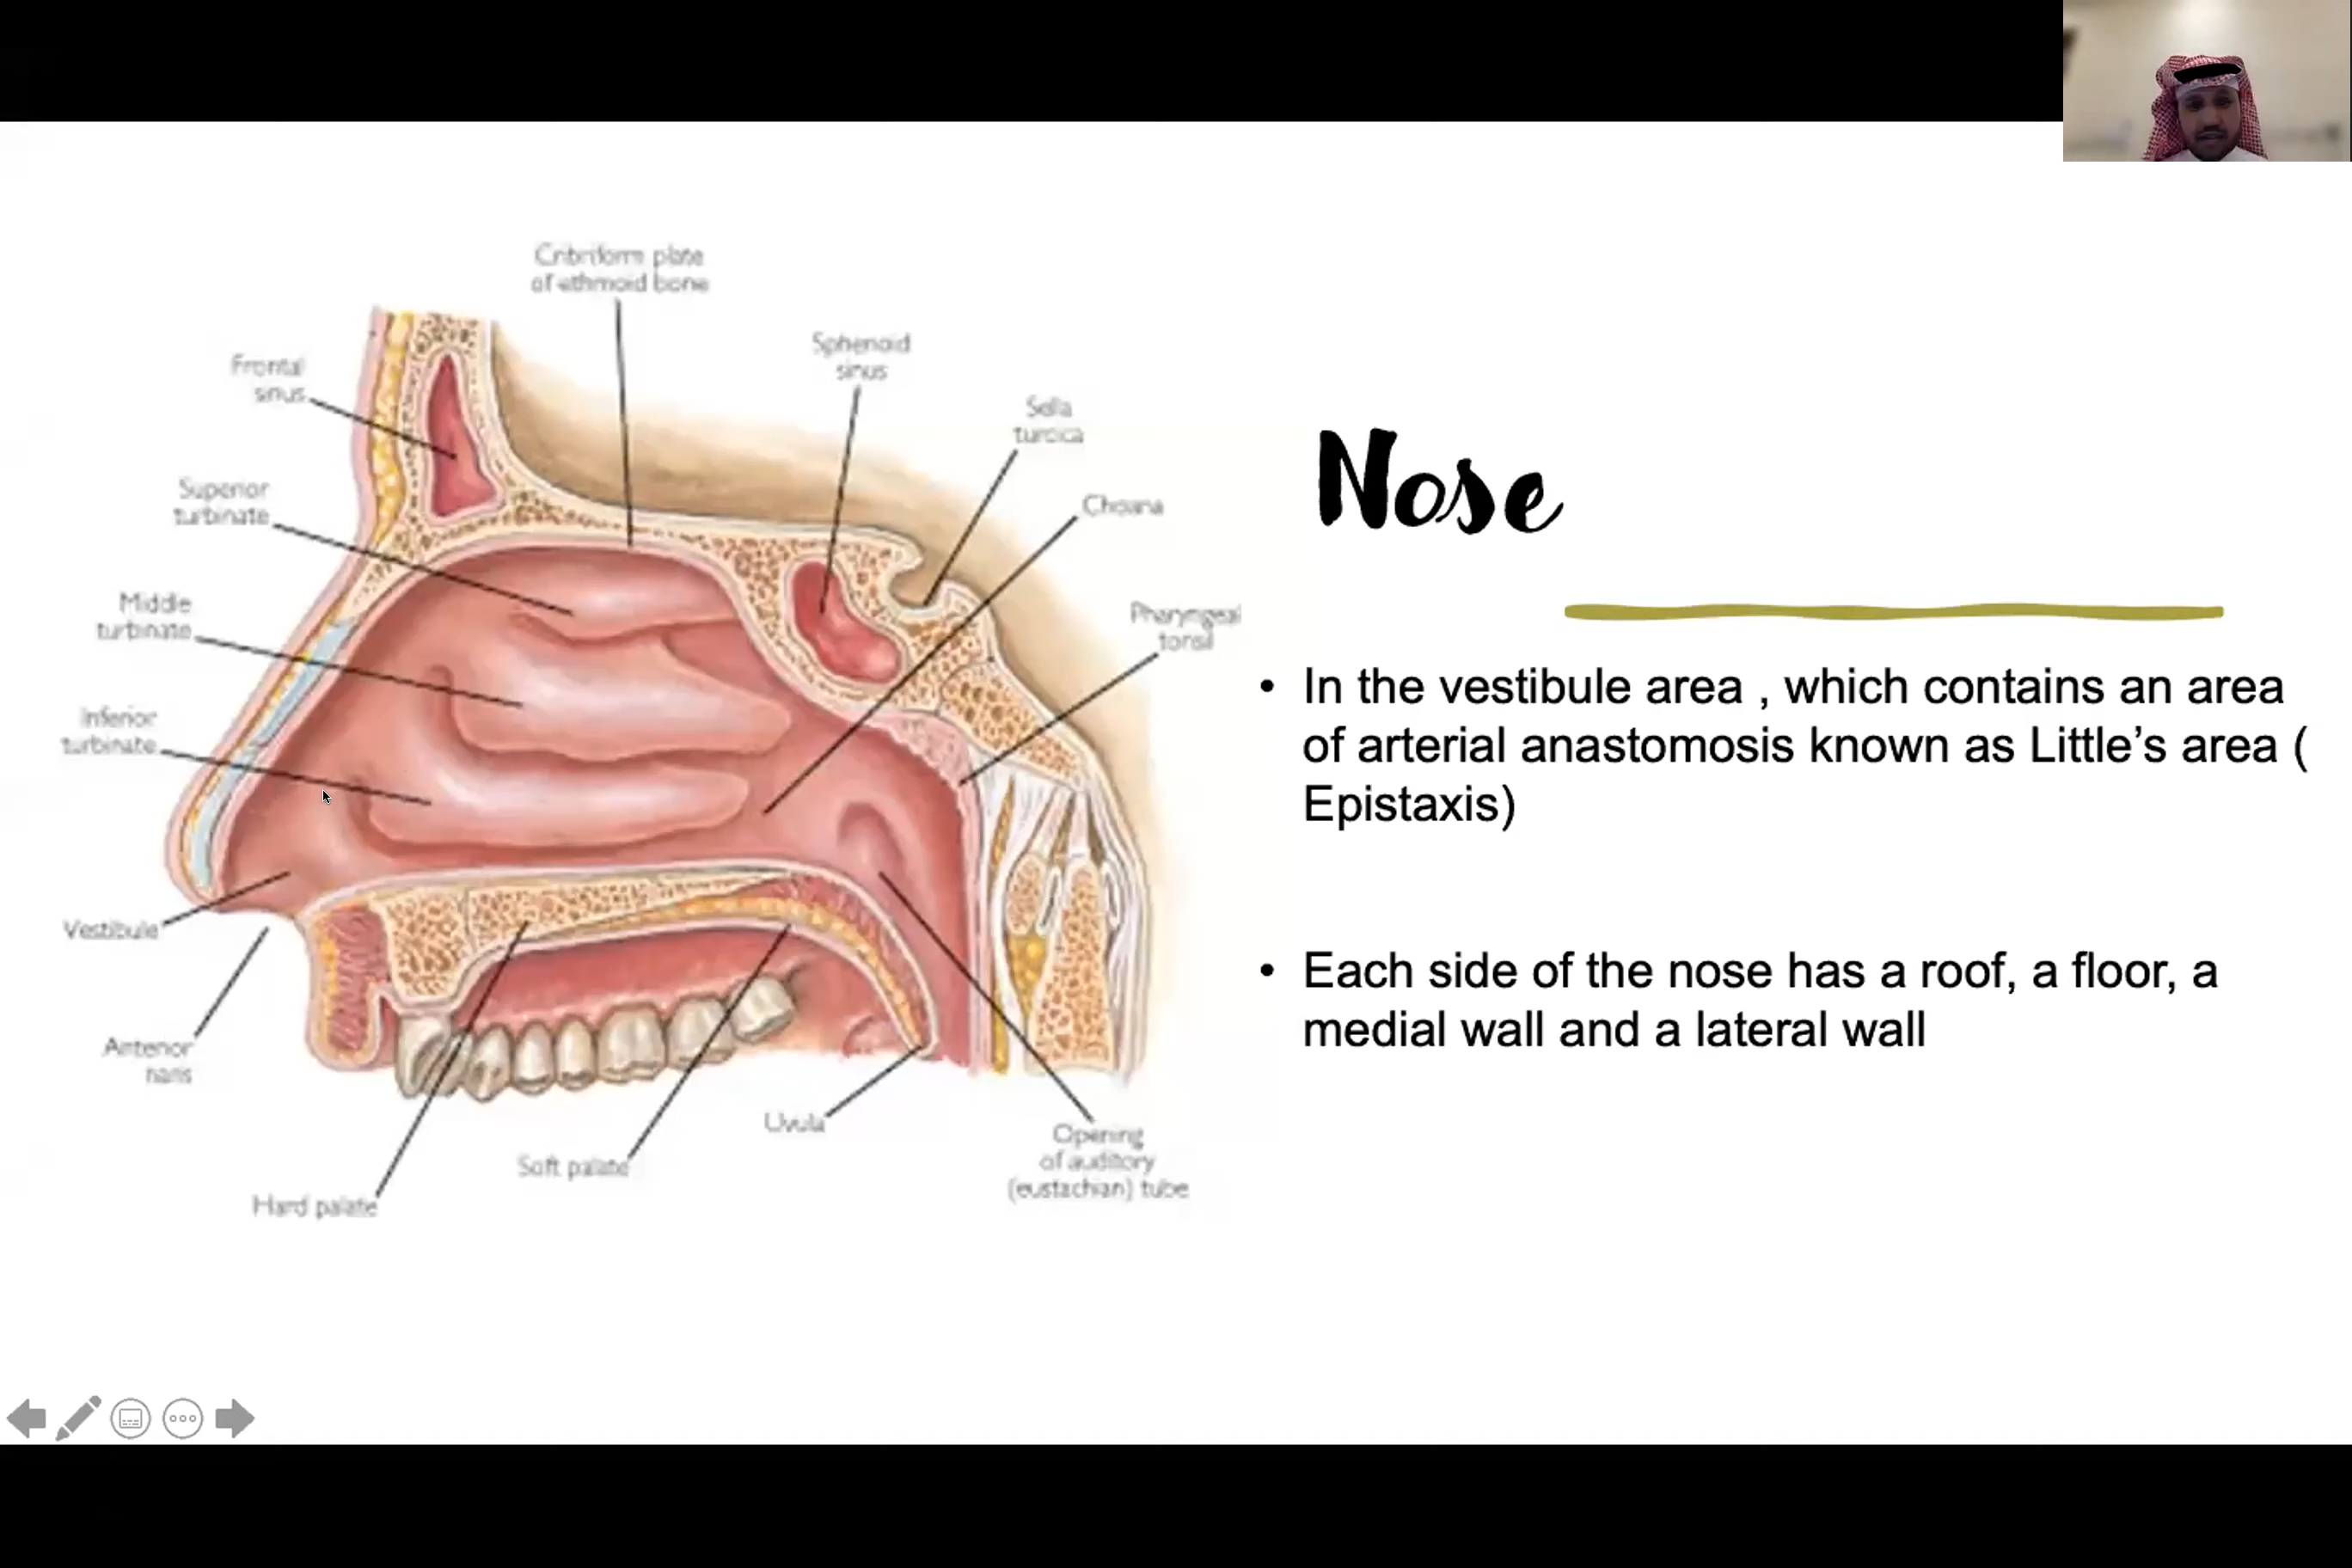 Cribriform plate
of ethmoid bone
Sphenoid
sinus
Frontal
sinus
Sella
turcica
Superior
turbinate
Choana
Middle
turbinate
Pharyngeal
tonsil
Inferior
turbinate
Vestibule
Anterior
naris
Uvula
Opening
of auditory
(eustachian) tube
Soft palate
Hard palate
Nose
• In the vestibule area , which contains an area
of arterial anastomosis known as Little’s area (
Epistaxis)
• Each side of the nose has a roof, a floor, a
medial wall and a lateral wall